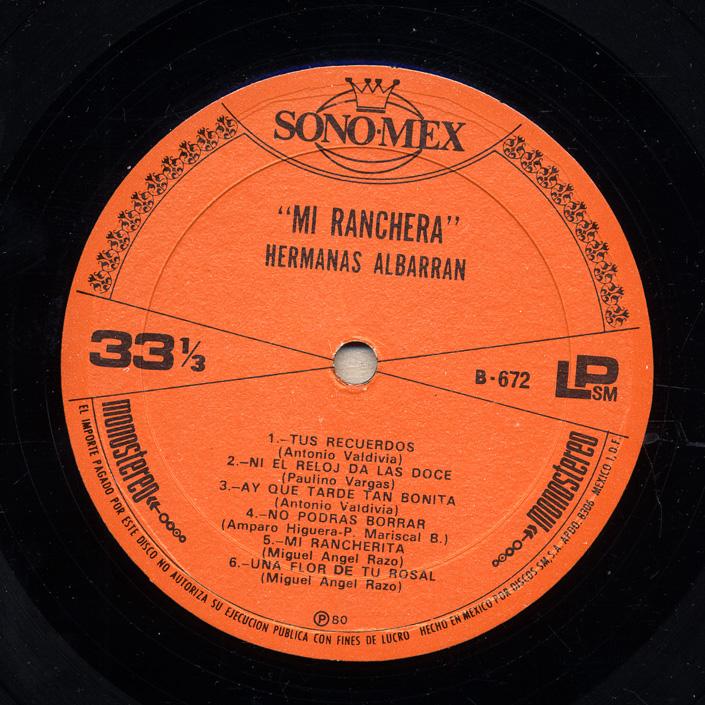 SONO•MEX
"MI RANCHERA"
HERMANAS ALBARRAN
33 1/3
B-672
LP SM
1.-TUS RECUERDOS
(Antonio Valdivia)
2.-NI EL RELOJ DA LAS DOCE
(Paulino Vargas)
3.-AY QUE TARDE TAN BONITA
(Antonio Valdivia)
4.-NO PODRAS BORRAR
(Amparo Higuera-P. Mariscal B.)
5.-MI RANCHERITA
(Miguel Angel Razo)
6.-UNA FLOR DE TU ROSAL
(Miguel Angel Razo)
Ⓟ80
monostereo
monostereo
EL IMPORTE PAGADO POR ESTE DISCO NO AUTORIZA SU EJECUCION PUBLICA CON FINES DE LUCRO HECHO EN MEXICO POR DISCOS SM,S.A. APDO. 8306 MEXICO 1, D.F.